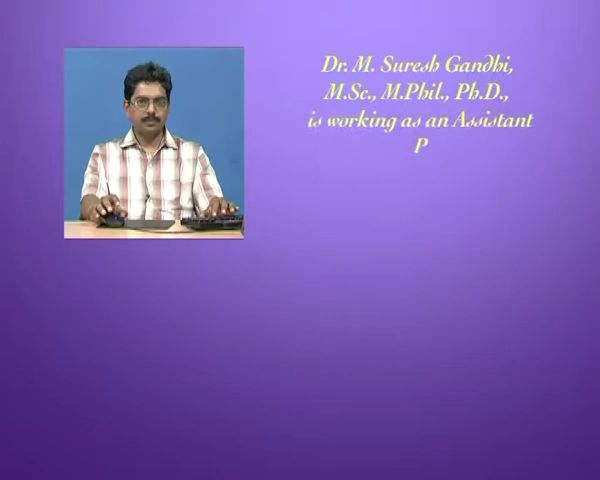 Dr. M. Suresh Gandhi,
M.Sc., M.Phil., Ph.D.,
is working as an Assistant
P